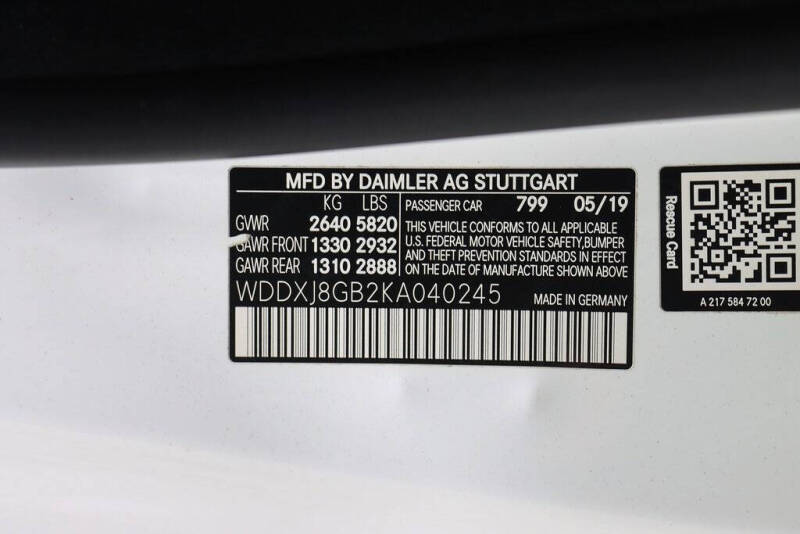 MFD BY DAIMLER AG STUTTGART
KG LBS
GVWR 2640 5820
GAWR FRONT 1330 2932
GAWR REAR 1310 2888
PASSENGER CAR 799 05/19
THIS VEHICLE CONFORMS TO ALL APPLICABLE
U.S. FEDERAL MOTOR VEHICLE SAFETY,BUMPER
AND THEFT PREVENTION STANDARDS IN EFFECT
ON THE DATE OF MANUFACTURE SHOWN ABOVE
WDDXJ8GB2KA040245
MADE IN GERMANY
Rescue Card
A 217 584 72 00